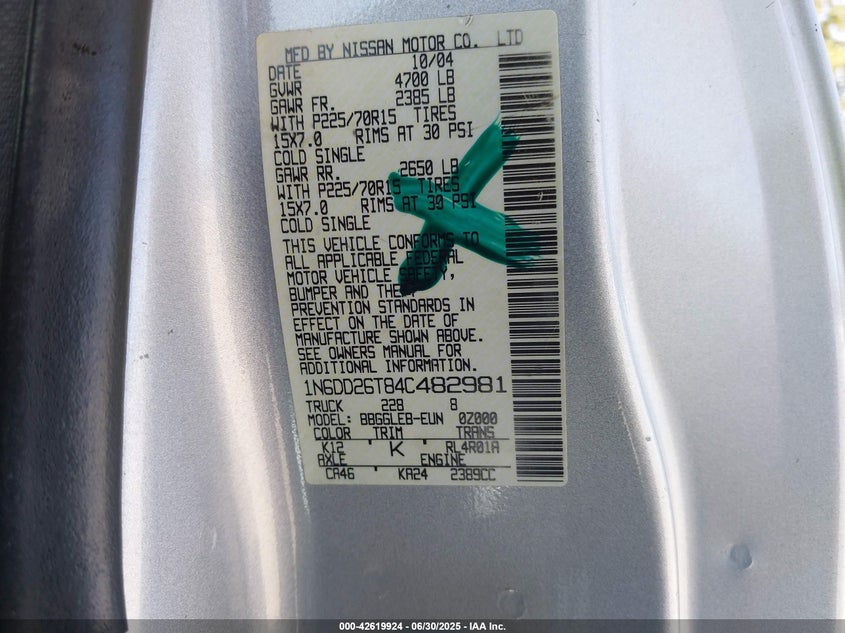 MFD BY NISSAN MOTOR CO. LTD
DATE 10/04
GVWR 4700 LB
GAWR FR. 2385 LB
WITH P225/70R15 TIRES
15X7.0 RIMS AT 30 PSI
COLD SINGLE
GAWR RR. 2650 LB
WITH P225/70R15 TIRES
15X7.0 RIMS AT 30 PSI
COLD SINGLE
THIS VEHICLE CONFORMS TO
ALL APPLICABLE FEDERAL
MOTOR VEHICLE SAFETY,
BUMPER AND THEFT
PREVENTION STANDARDS IN
EFFECT ON THE DATE OF
MANUFACTURE SHOWN ABOVE.
SEE OWNERS MANUAL FOR
ADDITIONAL INFORMATION.
1N6DD26T84C482981
TRUCK 228 8
MODEL: BBGGLEB-EUN 0Z000
COLOR TRIM TRANS
K12 K RL4R01A
AXLE ENGINE
CA46 KA24 2389CC
000-42619924 / 06/30/2025 - IAA Inc.